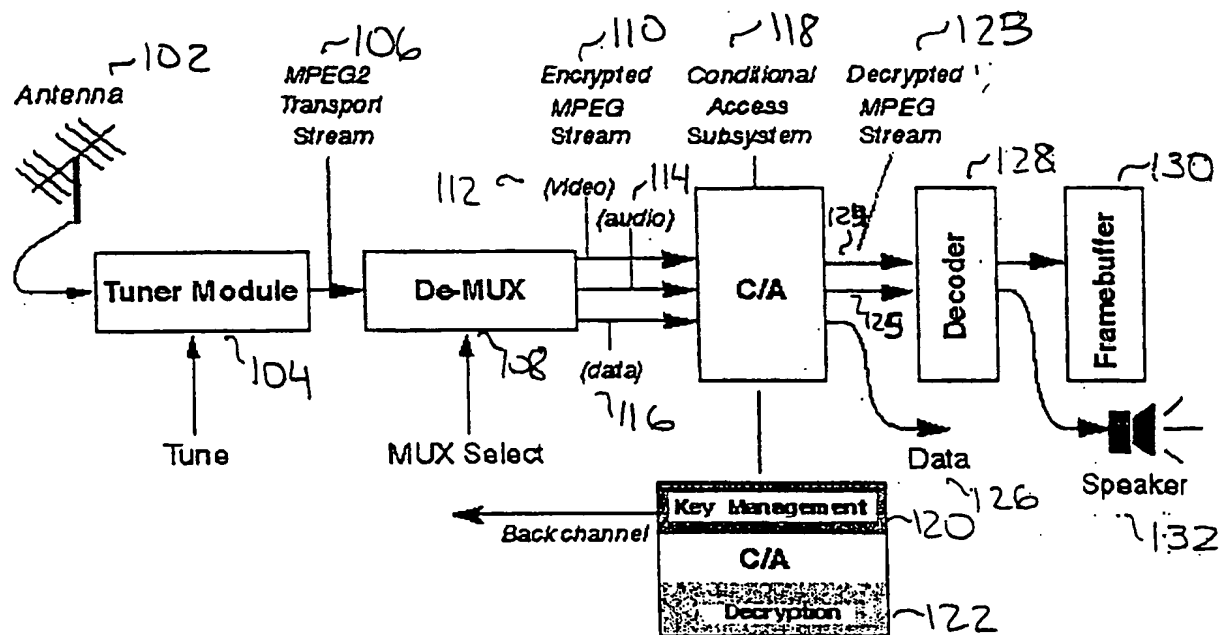 102
Antenna
106
MPEG2
Transport
Stream
110
Encrypted
MPEG
Stream
118
Conditional
Access
Subsystem
123
Decrypted
MPEG
Stream
112
(video)
114
(audio)
128
130
Tuner Module
De-MUX
C/A
125
Decoder
Framebuffer
104
108
(data)
116
Tune
MUX Select
Data
126
Speaker
132
Back channel
Key Management
120
C/A
Decryption
122